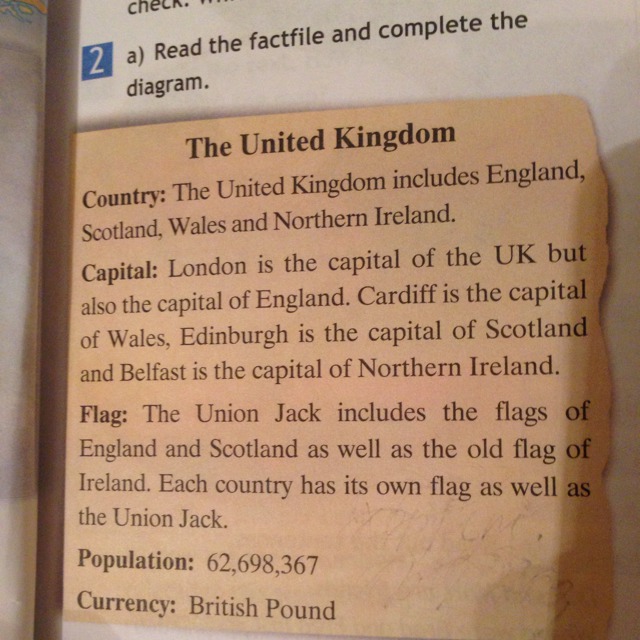 check.
2 a) Read the factfile and complete the
diagram.
The United Kingdom
Country: The United Kingdom includes England,
Scotland, Wales and Northern Ireland.
Capital: London is the capital of the UK but
also the capital of England. Cardiff is the capital
of Wales, Edinburgh is the capital of Scotland
and Belfast is the capital of Northern Ireland.
Flag: The Union Jack includes the flags of
England and Scotland as well as the old flag of
Ireland. Each country has its own flag as well as
the Union Jack.
Population: 62,698,367
Currency: British Pound